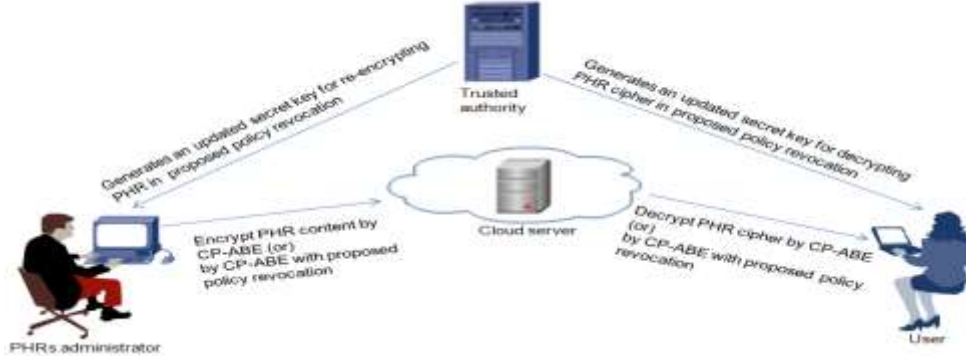 Generates an updated secret key for re-encrypting
PHR in proposed policy revocation
Trusted
authority
Generates an updated secret key for decrypting
PHR cipher in proposed policy revocation
Cloud server
Encrypt PHR content by
CP-ABE (or)
by CP-ABE with proposed
policy revocation
Decrypt PHR cipher by CP-ABE
(or)
by CP-ABE with proposed policy
revocation
PHRs administrator
User